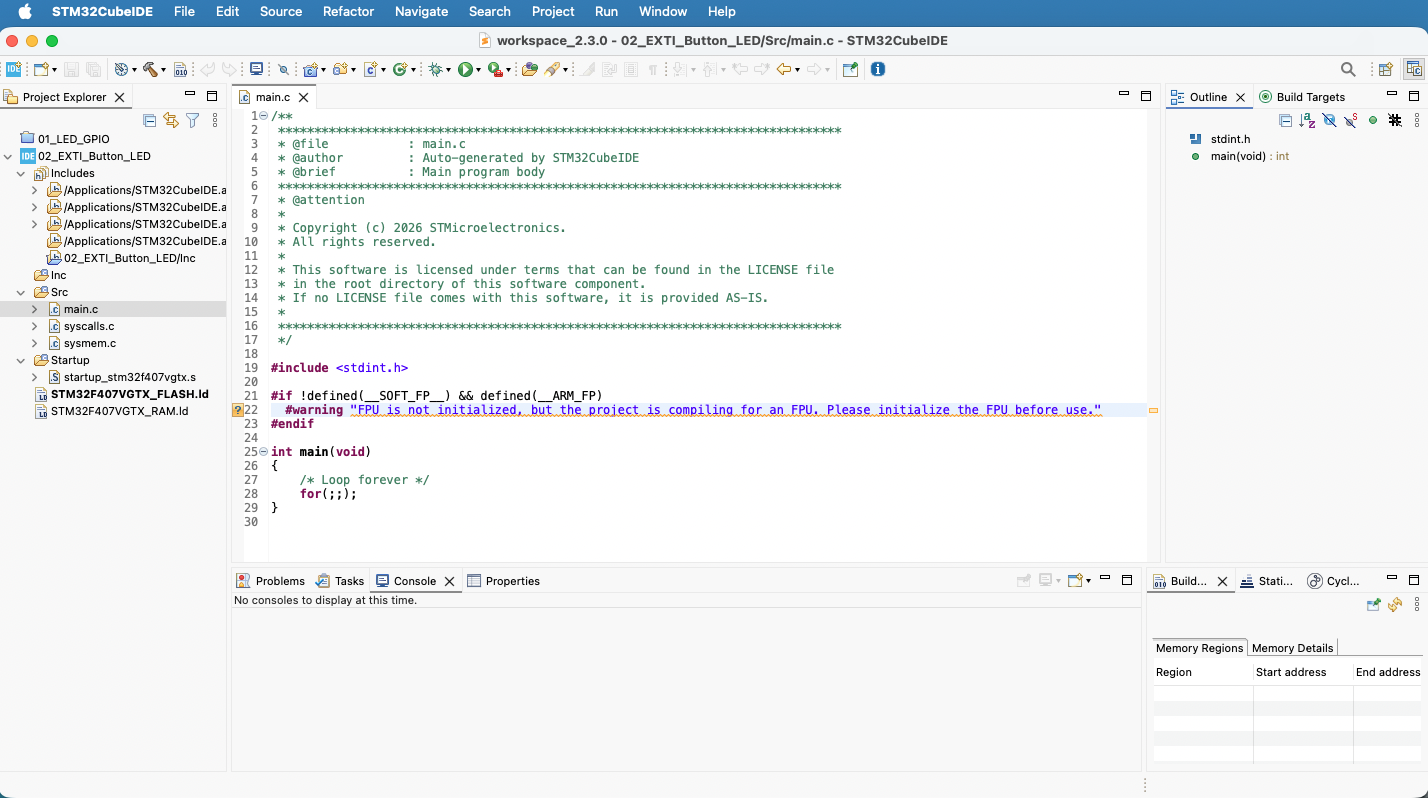 STM32CubeIDE File Edit Source Refactor Navigate Search Project Run Window Help
workspace_2.3.0 - 02_EXTI_Button_LED/Src/main.c - STM32CubeIDE
Project Explorer
01_LED_GPIO
IDE 02_EXTI_Button_LED
Includes
/Applications/STM32CubeIDE.a
/Applications/STM32CubeIDE.a
/Applications/STM32CubeIDE.a
/Applications/STM32CubeIDE.a
02_EXTI_Button_LED/Inc
Inc
Src
main.c
syscalls.c
sysmem.c
Startup
startup_stm32f407vgtx.s
STM32F407VGTX_FLASH.ld
STM32F407VGTX_RAM.ld
main.c
1 /**
2 ******************************************************************************
3 * @file           : main.c
4 * @author         : Auto-generated by STM32CubeIDE
5 * @brief          : Main program body
6 ******************************************************************************
7 * @attention
8 *
9 * Copyright (c) 2026 STMicroelectronics.
10 * All rights reserved.
11 *
12 * This software is licensed under terms that can be found in the LICENSE file
13 * in the root directory of this software component.
14 * If no LICENSE file comes with this software, it is provided AS-IS.
15 *
16 ******************************************************************************
17 */
18
19 #include <stdint.h>
20
21 #if !defined(__SOFT_FP__) && defined(__ARM_FP)
22   #warning "FPU is not initialized, but the project is compiling for an FPU. Please initialize the FPU before use."
23 #endif
24
25 int main(void)
26 {
27     /* Loop forever */
28     for(;;);
29 }
30
Outline Build Targets
stdint.h
main(void) : int
Problems Tasks Console Properties
No consoles to display at this time.
Build... Stati... Cycl...
Memory Regions Memory Details
Region Start address End address